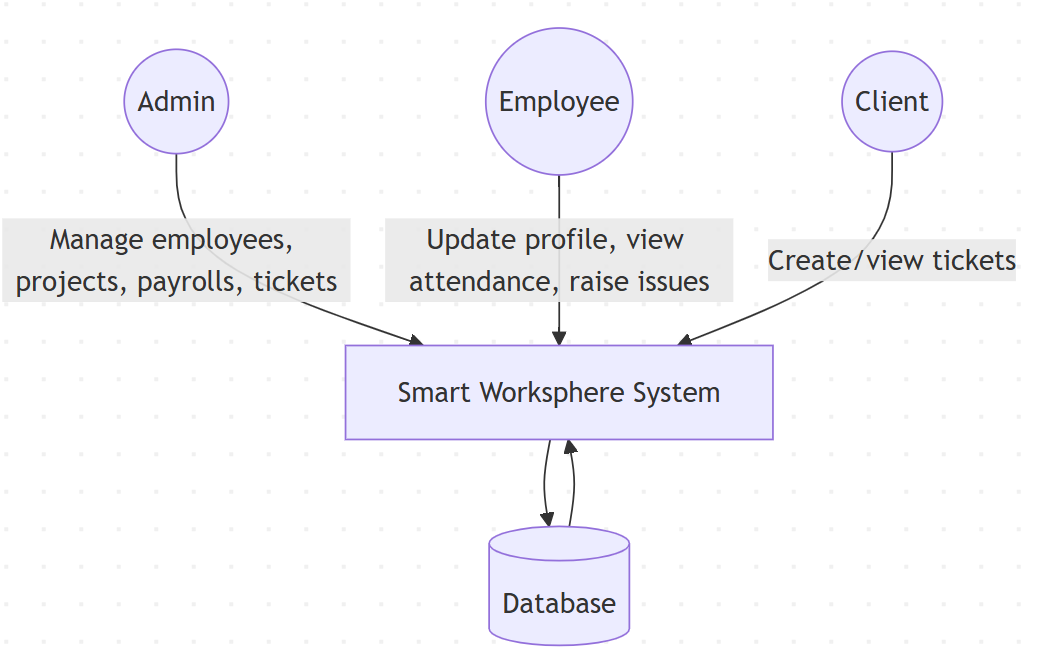 Admin
Employee
Client
Manage employees,
projects, payrolls, tickets
Update profile, view
attendance, raise issues
Create/view tickets
Smart Worksphere System
Database